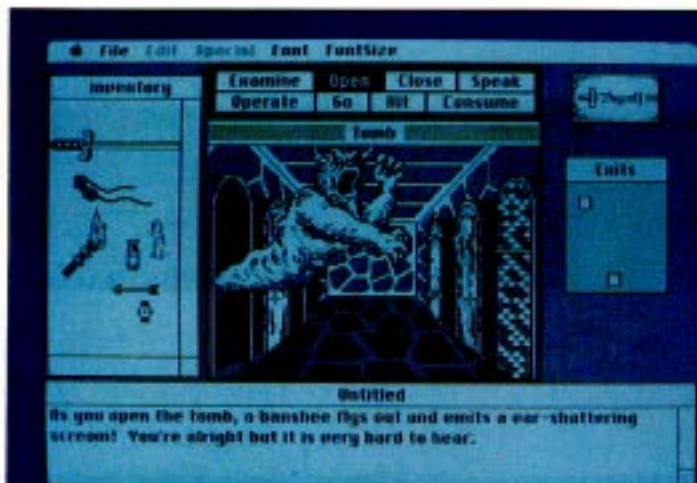 File Edit Special Font FontSize
inventory
Examine Open Close Speak
Operate Go Hit Consume
tomb
Exits
Untitled
As you open the tomb, a banshee flys out and emits a ear-shattering
scream! You're alright but it is very hard to hear.